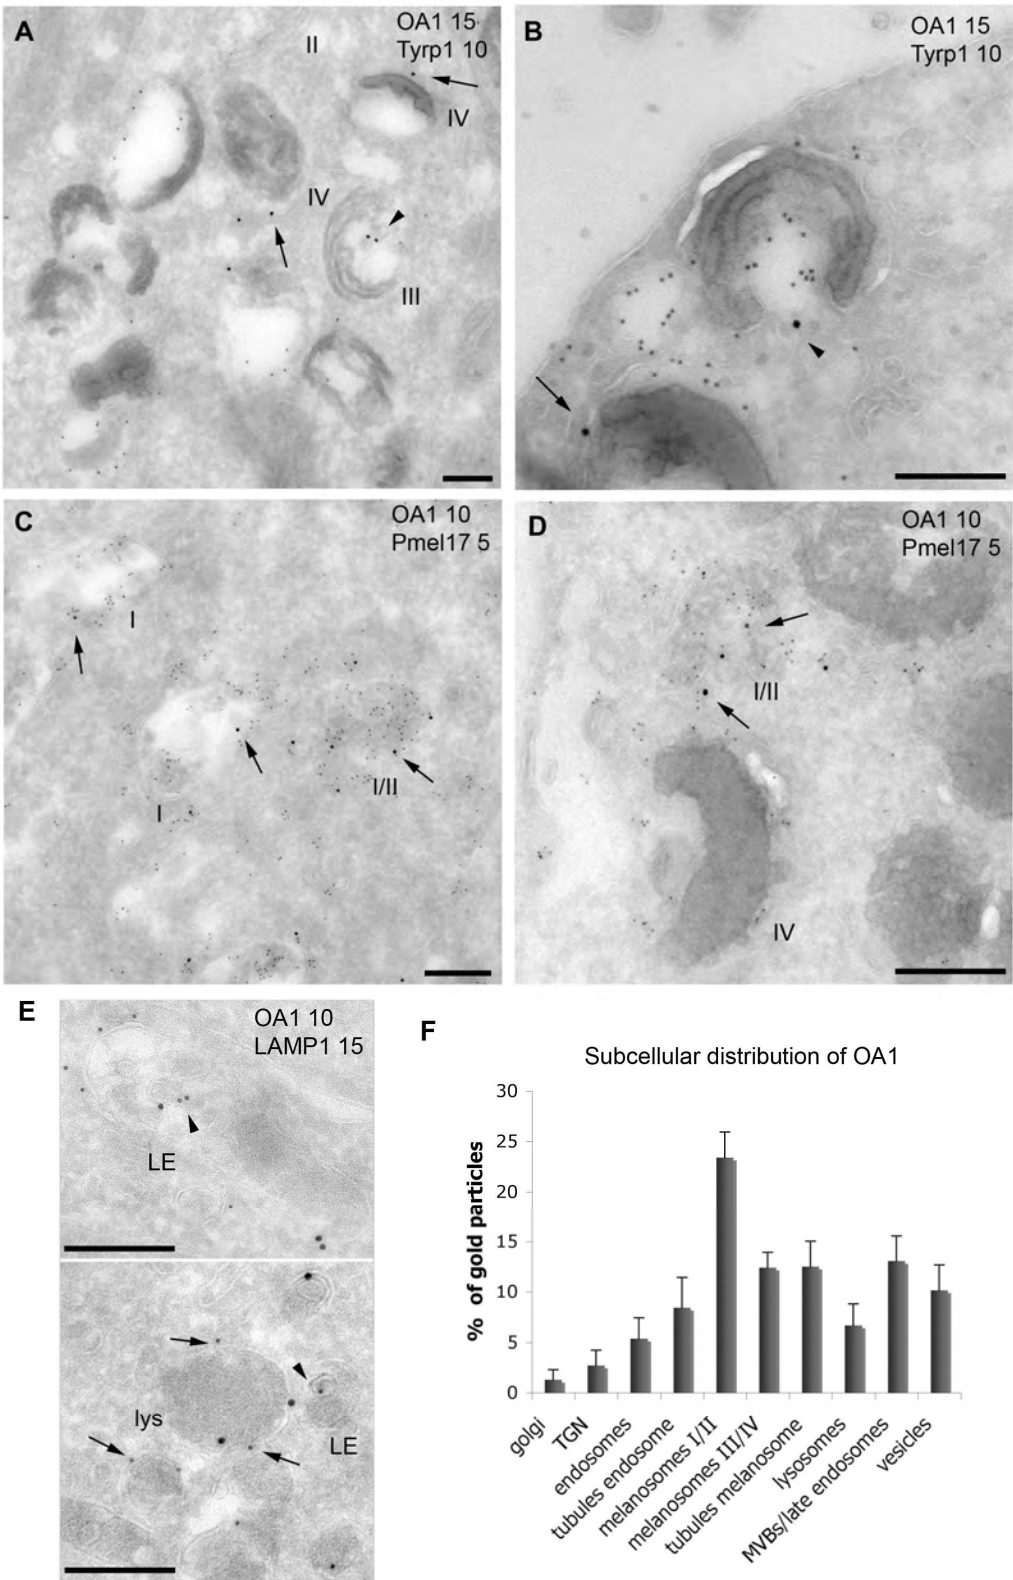 A
OA1 15
Tyrp1 10
II
IV
IV
III
B
OA1 15
Tyrp1 10
C
OA1 10
Pmel17 5
I
I/II
I
D
OA1 10
Pmel17 5
I/II
IV
E
OA1 10
LAMP1 15
LE
lys
LE
F
Subcellular distribution of OA1
% of gold particles
30
25
20
15
10
5
0
golgi
TGN
endosomes
tubules endosome
melanosomes I/II
melanosomes III/IV
tubules melanosome
lysosomes
MVBs/late endosomes
vesicles